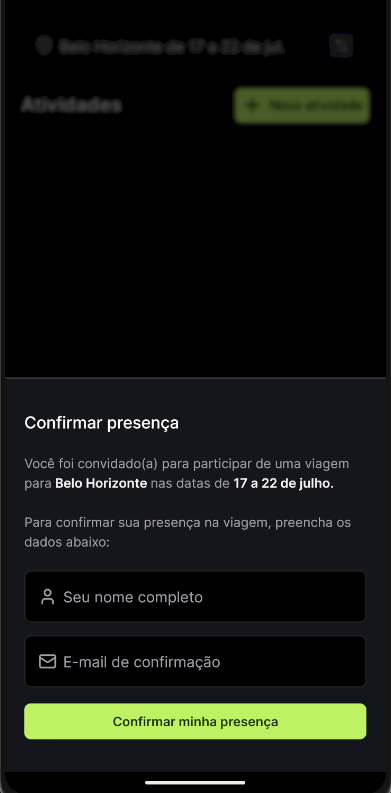 Belo Horizonte de 17 a 22 de jul.
Atividades
Nova atividade
Confirmar presença
Você foi convidado(a) para participar de uma viagem
para Belo Horizonte nas datas de 17 a 22 de julho.
Para confirmar sua presença na viagem, preencha os
dados abaixo:
Seu nome completo
E-mail de confirmação
Confirmar minha presença